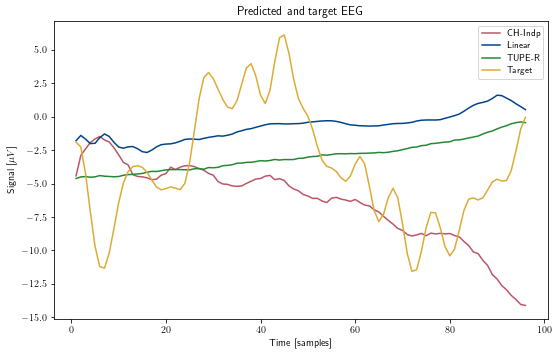 Predicted and target EEG
CH-Indp
Linear
TUPE-R
Target
Signal [μV]
5.0
2.5
0.0
−2.5
−5.0
−7.5
−10.0
−12.5
−15.0
0
20
40
60
80
100
Time [samples]